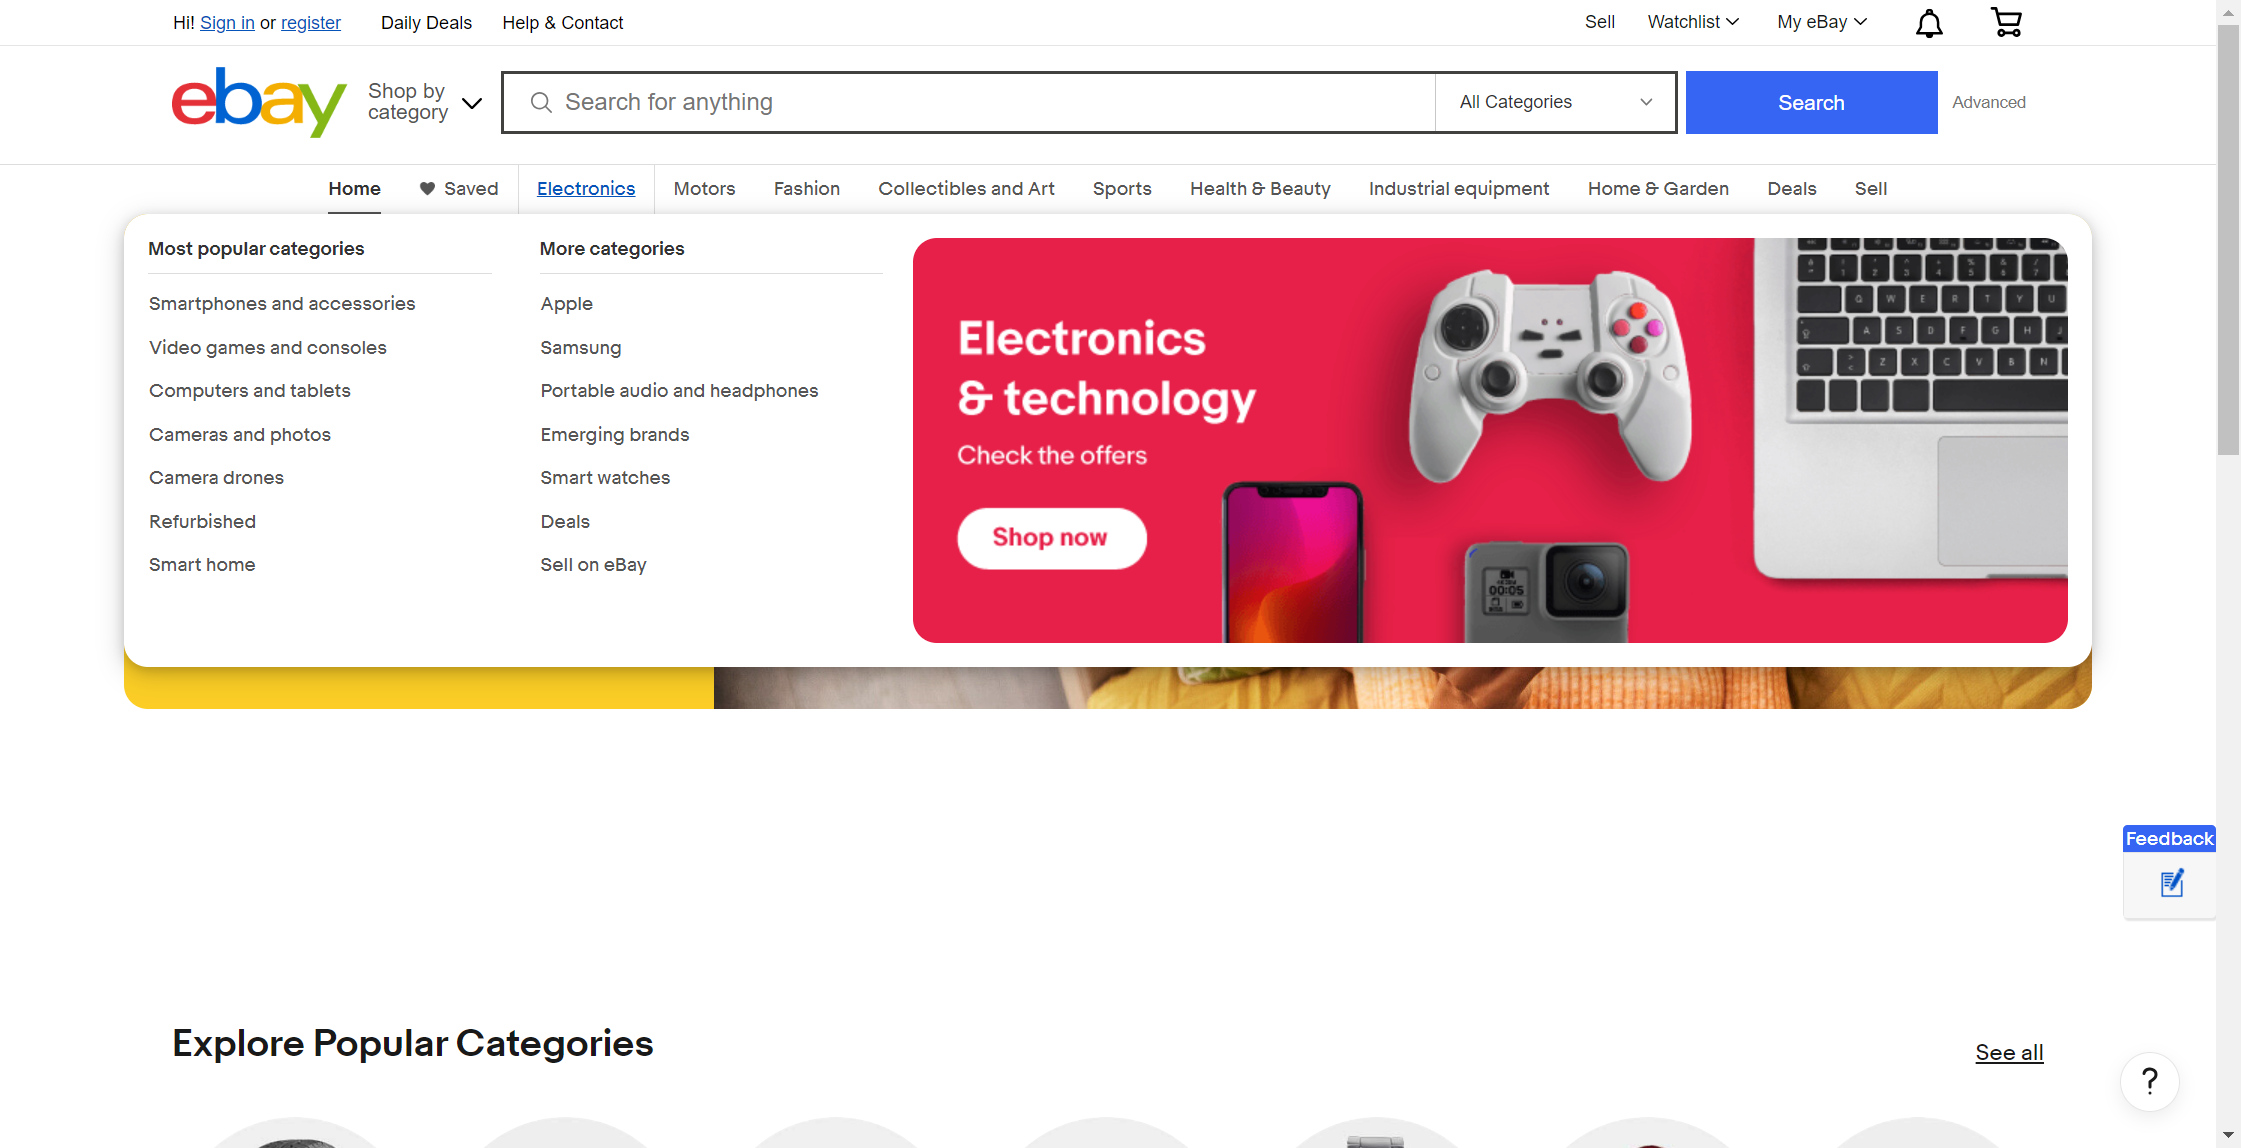 Hi! Sign in or register
Daily Deals
Help & Contact
Sell
Watchlist
My eBay
ebay
Shop by
category
Search for anything
All Categories
Search
Advanced
Home
Saved
Electronics
Motors
Fashion
Collectibles and Art
Sports
Health & Beauty
Industrial equipment
Home & Garden
Deals
Sell
Most popular categories
Smartphones and accessories
Video games and consoles
Computers and tablets
Cameras and photos
Camera drones
Refurbished
Smart home
More categories
Apple
Samsung
Portable audio and headphones
Emerging brands
Smart watches
Deals
Sell on eBay
Electronics
& technology
Check the offers
Shop now
00:05
Q W E R T Y U
A S D F G H J
Z X C V B N
Feedback
Explore Popular Categories
See all
?